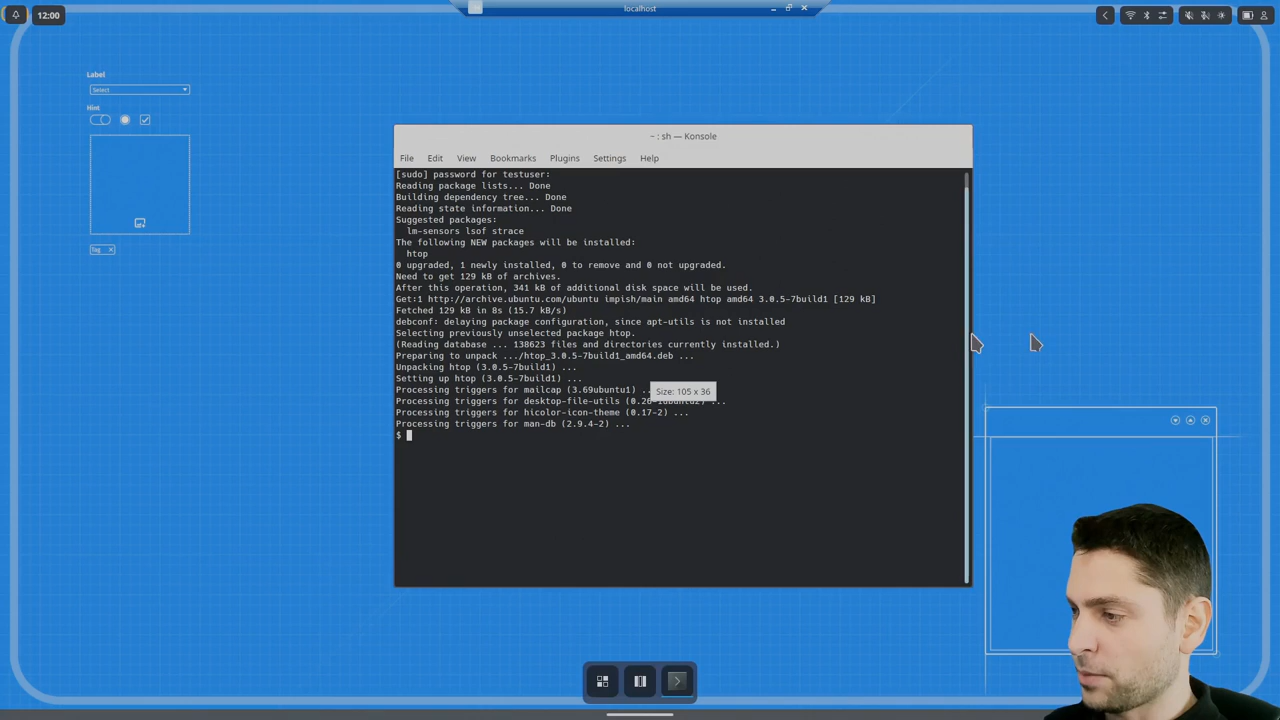 12:00
localhost
Label
Select
Hint
Tag
~ : sh — Konsole
File Edit View Bookmarks Plugins Settings Help
[sudo] password for testuser:
Reading package lists... Done
Building dependency tree... Done
Reading state information... Done
Suggested packages:
lm-sensors lsof strace
The following NEW packages will be installed:
htop
0 upgraded, 1 newly installed, 0 to remove and 0 not upgraded.
Need to get 129 kB of archives.
After this operation, 341 kB of additional disk space will be used.
Get:1 http://archive.ubuntu.com/ubuntu impish/main amd64 htop amd64 3.0.5-7build1 [129 kB]
Fetched 129 kB in 8s (15.7 kB/s)
debconf: delaying package configuration, since apt-utils is not installed
Selecting previously unselected package htop.
(Reading database ... 138623 files and directories currently installed.)
Preparing to unpack .../htop_3.0.5-7build1_amd64.deb ...
Unpacking htop (3.0.5-7build1) ...
Setting up htop (3.0.5-7build1) ...
Processing triggers for mailcap (3.69ubuntu1) ...
Size: 105 x 36
Processing triggers for desktop-file-utils ...
Processing triggers for hicolor-icon-theme (0.17-2) ...
Processing triggers for man-db (2.9.4-2) ...
$